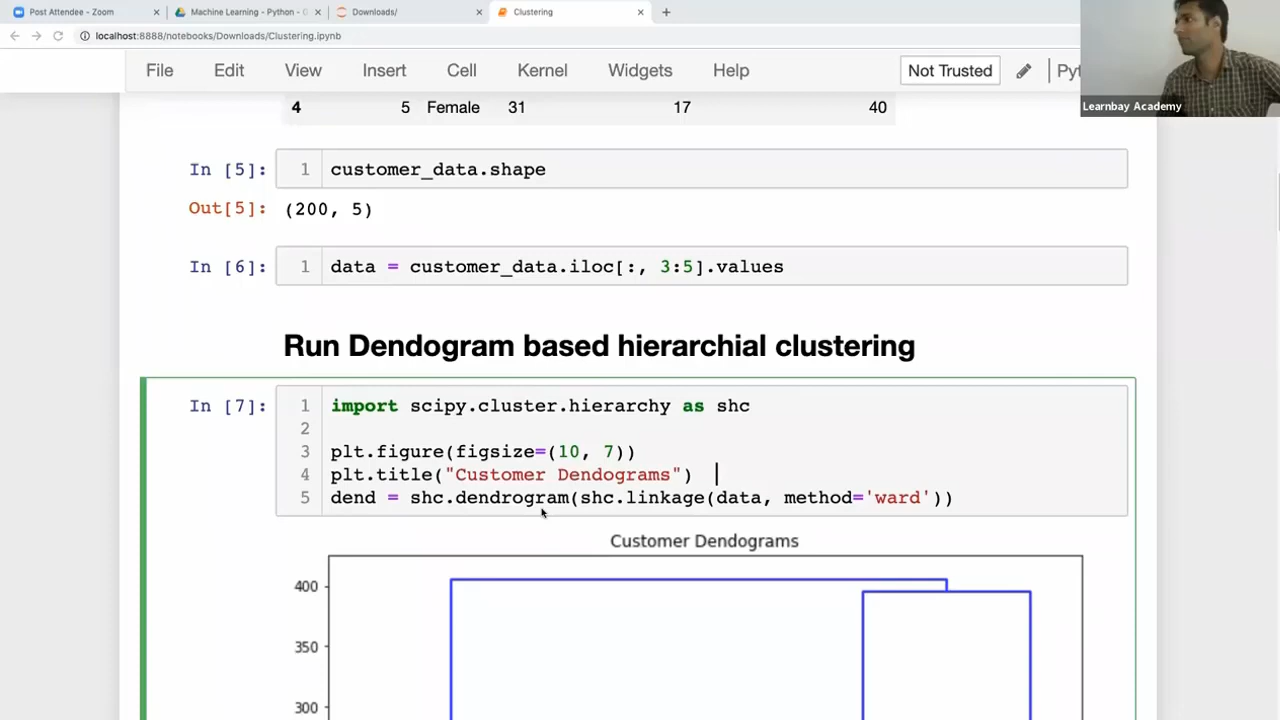 Post Attendee - Zoom
Machine Learning - Python -
Downloads/
Clustering
localhost:8888/notebooks/Downloads/Clustering.ipynb
File Edit View Insert Cell Kernel Widgets Help Not Trusted
Learnbay Academy
4 5 Female 31 17 40
In [5]: 1 customer_data.shape
Out[5]: (200, 5)
In [6]: 1 data = customer_data.iloc[:, 3:5].values
Run Dendogram based hierarchial clustering
In [7]: 1 import scipy.cluster.hierarchy as shc
2
3 plt.figure(figsize=(10, 7))
4 plt.title("Customer Dendograms")
5 dend = shc.dendrogram(shc.linkage(data, method='ward'))
Customer Dendograms
400
350
300